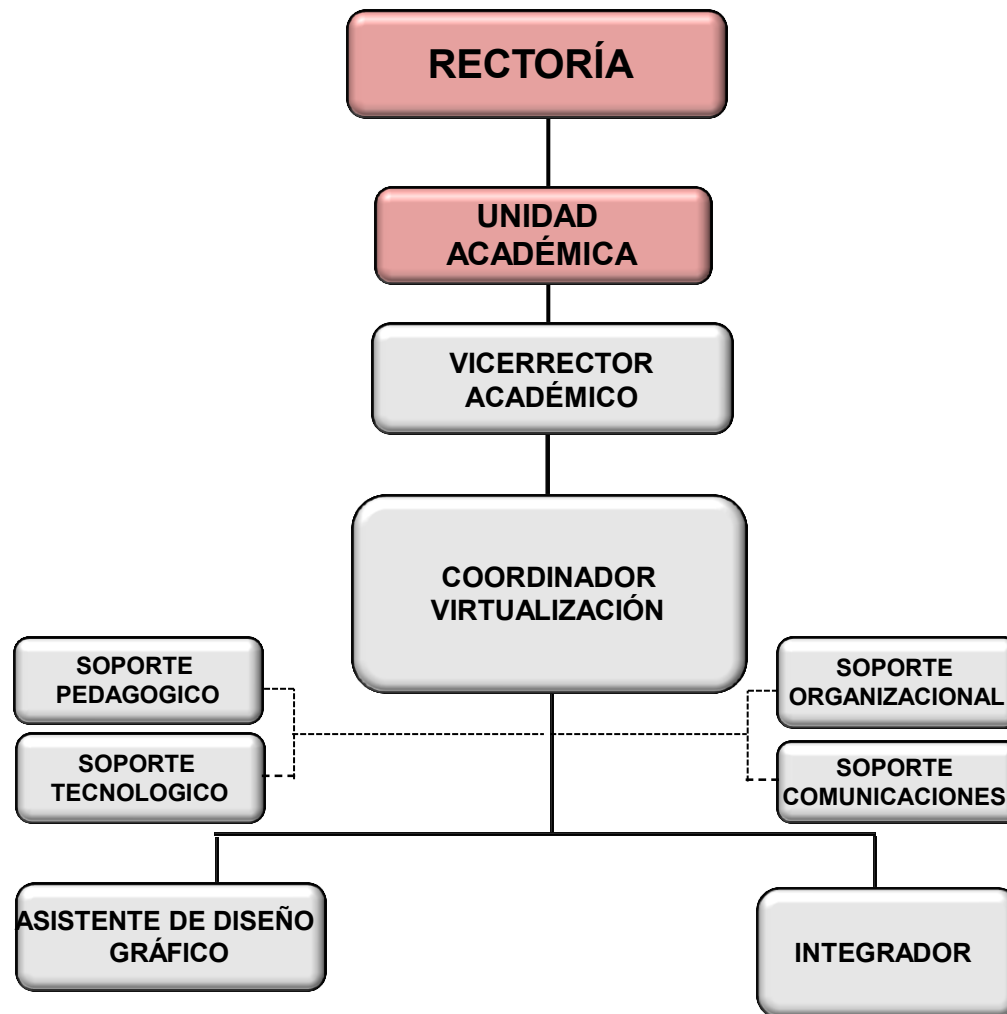 RECTORÍA
UNIDAD
ACADÉMICA
VICERRECTOR
ACADÉMICO
COORDINADOR
VIRTUALIZACIÓN
SOPORTE
PEDAGOGICO
SOPORTE
ORGANIZACIONAL
SOPORTE
TECNOLOGICO
SOPORTE
COMUNICACIONES
ASISTENTE DE DISEÑO
GRÁFICO
INTEGRADOR